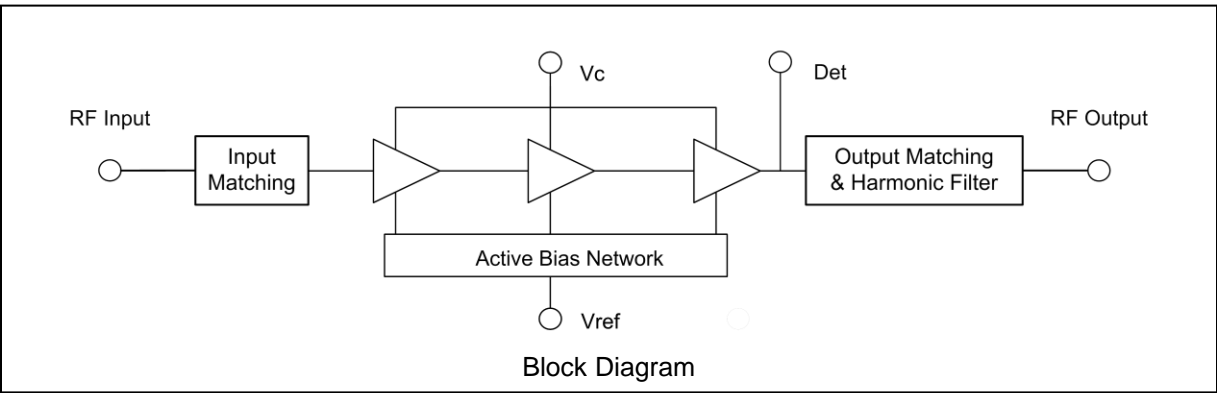 Vc
Det
RF Input
RF Output
Input
Matching
Output Matching
& Harmonic Filter
Active Bias Network
Vref
Block Diagram